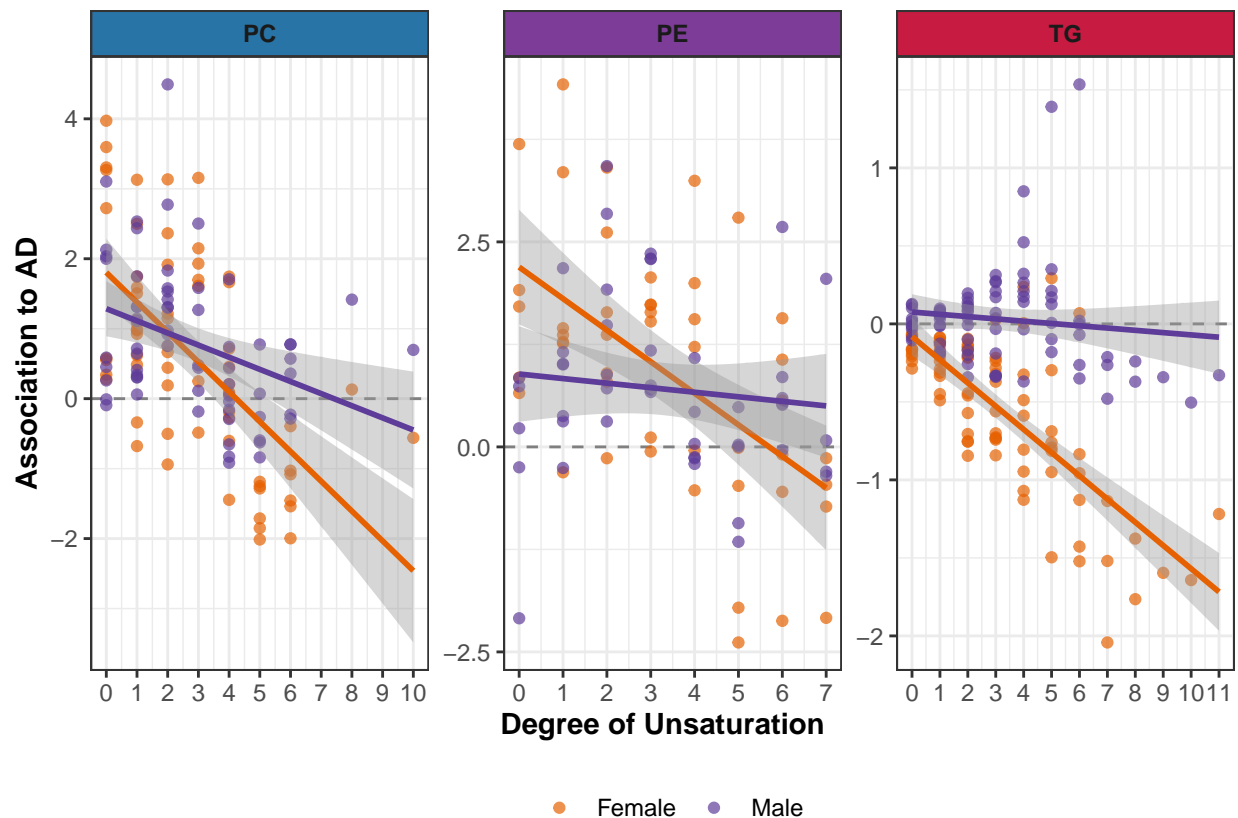 PC PE TG
Association to AD
4
2
0
−2
2.5
0.0
−2.5
1
0
−1
−2
0 1 2 3 4 5 6 7 10
0 1 2 3 4 5 6 7
0 1 2 3 4 5 6 7 8 9 10 11
Degree of Unsaturation
Female Male